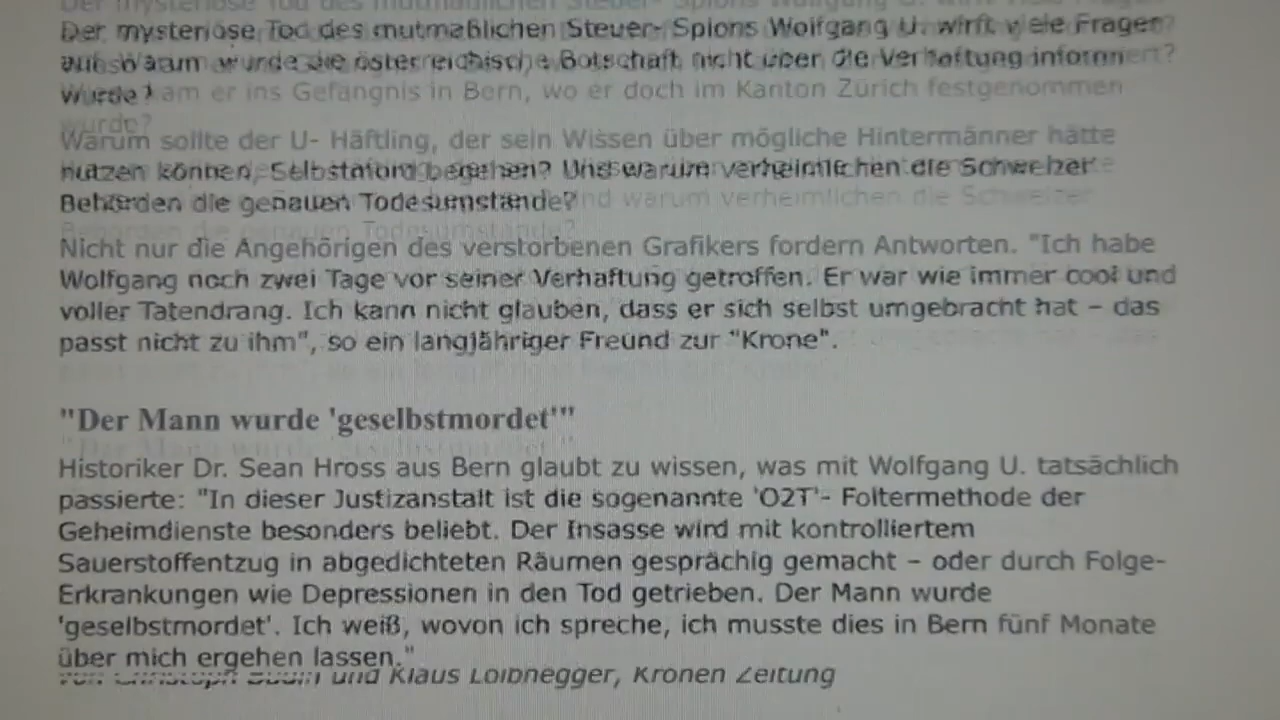 Der mysteriöse Tod des mutmaßlichen Steuer- Spions Wolfgang U. wirft viele Fragen
auf: Warum wurde die österreichische Botschaft nicht über die Verhaftung informiert?
kam er ins Gefängnis in Bern, wo er doch im Kanton Zürich festgenommen
wurde?
Warum sollte der U- Häftling, der sein Wissen über mögliche Hintermänner hätte
nutzen können, Selbstmord begehen? Und warum verheimlichen die Schweizer
Behörden die genauen Todesumstände?
Nicht nur die Angehörigen des verstorbenen Grafikers fordern Antworten. "Ich habe
Wolfgang noch zwei Tage vor seiner Verhaftung getroffen. Er war wie immer cool und
voller Tatendrang. Ich kann nicht glauben, dass er sich selbst umgebracht hat – das
passt nicht zu ihm", so ein langjähriger Freund zur "Krone".
"Der Mann wurde 'geselbstmordet'"
Historiker Dr. Sean Hross aus Bern glaubt zu wissen, was mit Wolfgang U. tatsächlich
passierte: "In dieser Justizanstalt ist die sogenannte 'O2T'- Foltermethode der
Geheimdienste besonders beliebt. Der Insasse wird mit kontrolliertem
Sauerstoffentzug in abgedichteten Räumen gesprächig gemacht – oder durch Folge-
Erkrankungen wie Depressionen in den Tod getrieben. Der Mann wurde
'geselbstmordet'. Ich weiß, wovon ich spreche, ich musste dies in Bern fünf Monate
über mich ergehen lassen."
von Christoph Budin und Klaus Loibnegger, Kronen Zeitung